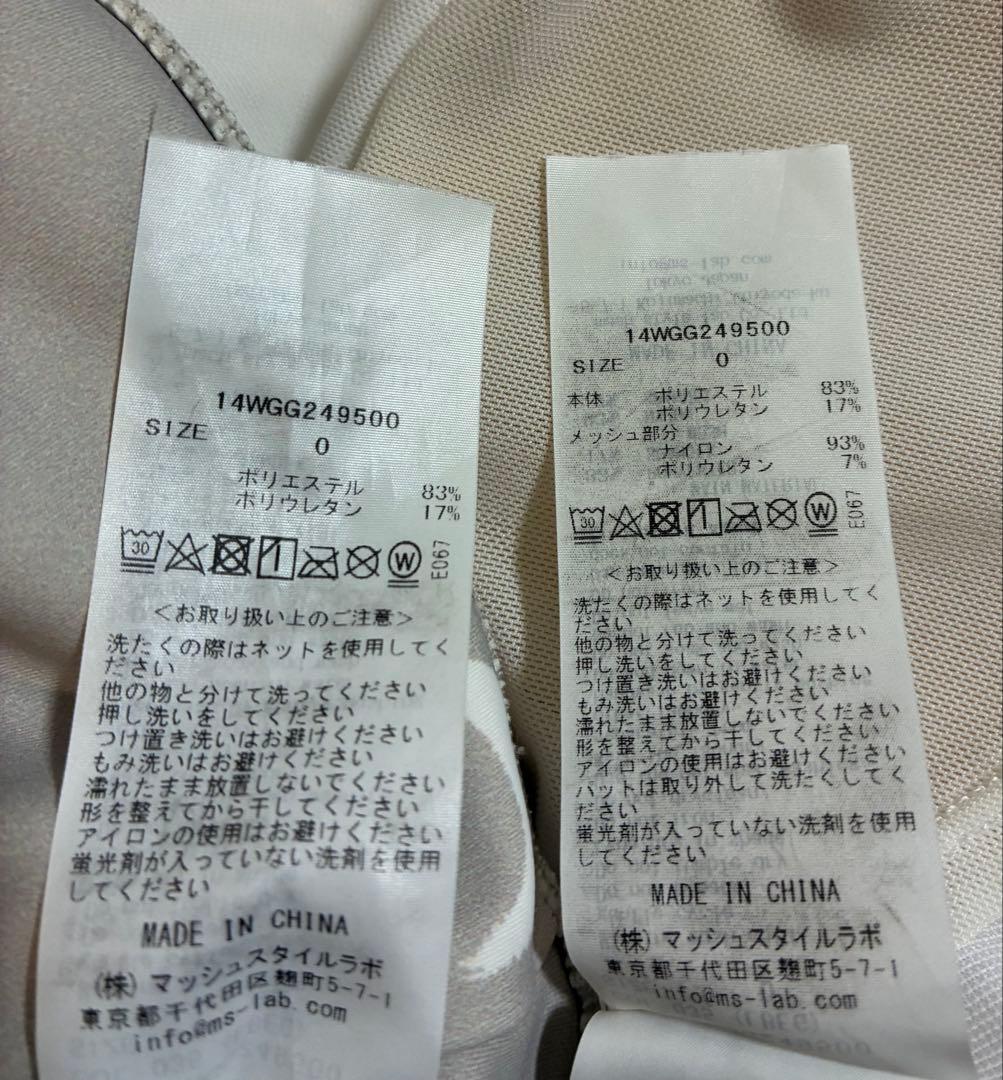 14WGG249500
SIZE 0
ポリエステル 83%
ポリウレタン 17%
30 W E067
<お取り扱い上のご注意>
洗たくの際はネットを使用してく
ださい
他の物と分けて洗ってください
押し洗いをしてください
つけ置き洗いはお避けください
もみ洗いはお避けください
濡れたまま放置しないでください
形を整えてから干してください
アイロンの使用はお避けください
蛍光剤が入っていない洗剤を使用
してください
MADE IN CHINA
(株)マッシュスタイルラボ
東京都千代田区麹町5-7-1
info@ms-lab.com
14WGG249500
SIZE 0
本体 ポリエステル 83%
ポリウレタン 17%
メッシュ部分
ナイロン 93%
ポリウレタン 7%
30 W E067
<お取り扱い上のご注意>
洗たくの際はネットを使用してく
ださい
他の物と分けて洗ってください
押し洗いをしてください
つけ置き洗いはお避けください
もみ洗いはお避けください
濡れたまま放置しないでください
形を整えてから干してください
アイロンの使用はお避けください
パットは取り外して洗たくしてく
ださい
蛍光剤が入っていない洗剤を使用
してください
MADE IN CHINA
(株)マッシュスタイルラボ
東京都千代田区麹町5-7-1
info@ms-lab.com